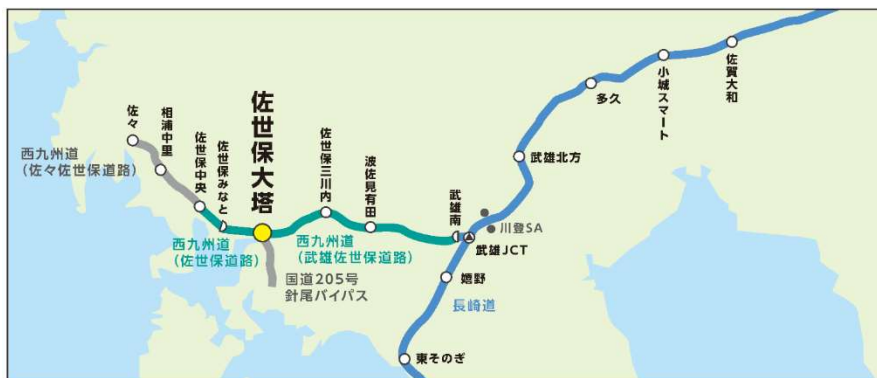 佐々
相浦中里
佐世保中央
佐世保みなと
佐世保大塔
佐世保三川内
波佐見有田
武雄南
武雄JCT
川登SA
武雄北方
多久
小城スマート
佐賀大和
嬉野
長崎道
東そのぎ
西九州道
(佐々佐世保道路)
西九州道
(佐世保道路)
西九州道
(武雄佐世保道路)
国道205号
針尾バイパス